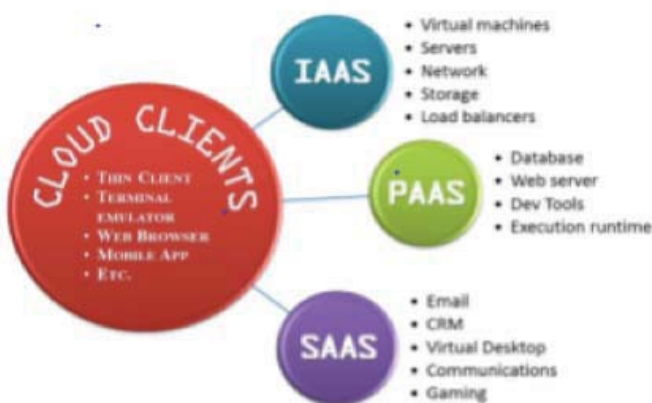 CLOUD CLIENTS
• THIN CLIENT
• TERMINAL
EMULATOR
• WEB BROWSER
• MOBILE APP
• ETC.
IAAS
• Virtual machines
• Servers
• Network
• Storage
• Load balancers
PAAS
• Database
• Web server
• Dev Tools
• Execution runtime
SAAS
• Email
• CRM
• Virtual Desktop
• Communications
• Gaming